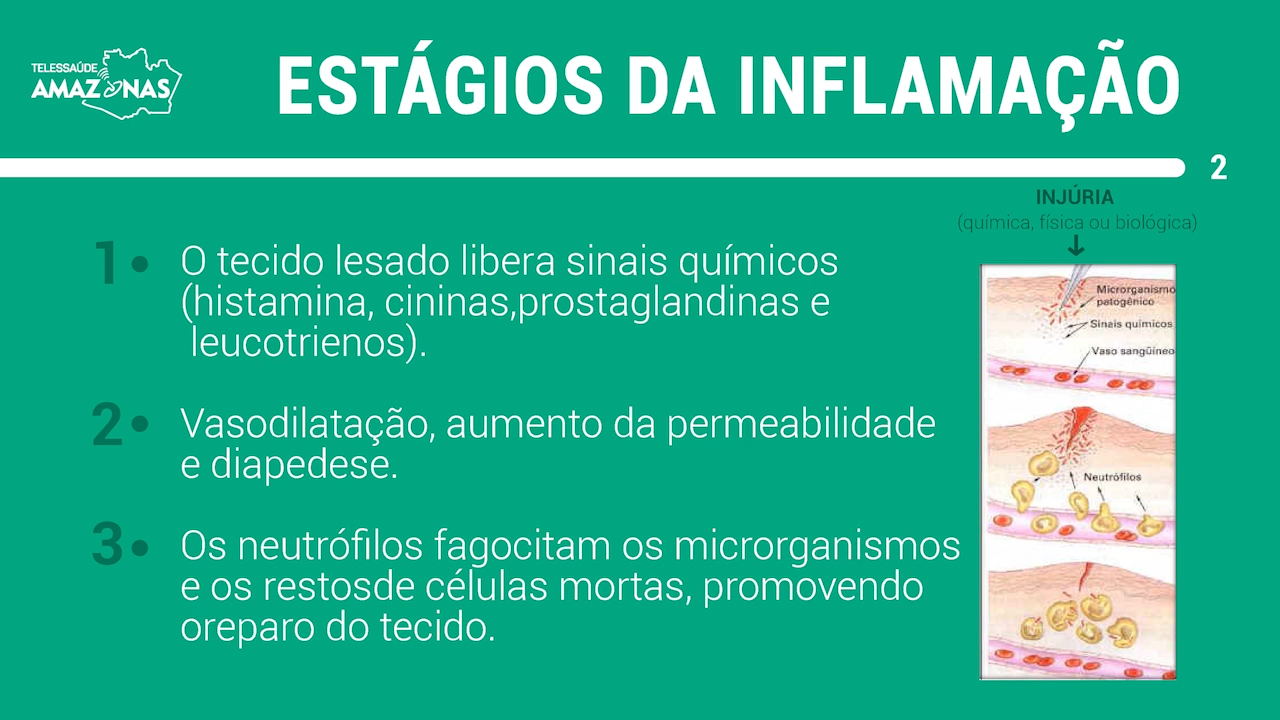 TELESSAÚDE
AMAZONAS
ESTÁGIOS DA INFLAMAÇÃO
2
INJÚRIA
(química, física ou biológica)
1• O tecido lesado libera sinais químicos
(histamina, cininas,prostaglandinas e
leucotrienos).
2• Vasodilatação, aumento da permeabilidade
e diapedese.
3• Os neutrófilos fagocitam os microrganismos
e os restosde células mortas, promovendo
oreparo do tecido.
Microrganismo
patogênico
Sinais químicos
Vaso sangüíneo
Neutrófilos